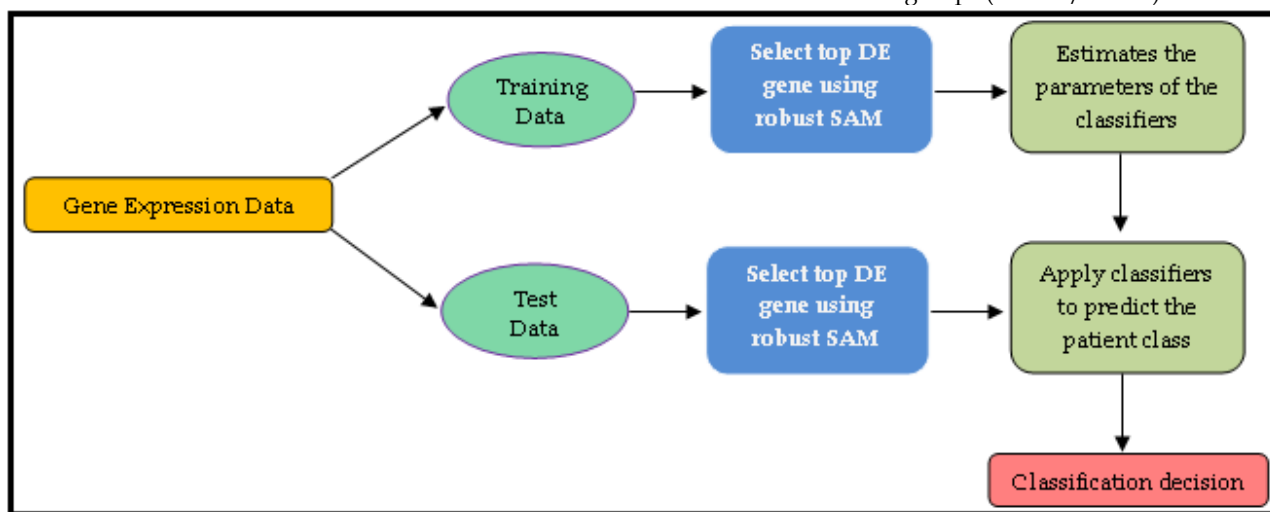 Training
Data
Select top DE
gene using
robust SAM
Estimates the
parameters of the
classifiers
Gene Expression Data
Test
Data
Select top DE
gene using
robust SAM
Apply classifiers
to predict the
patient class
Classification decision